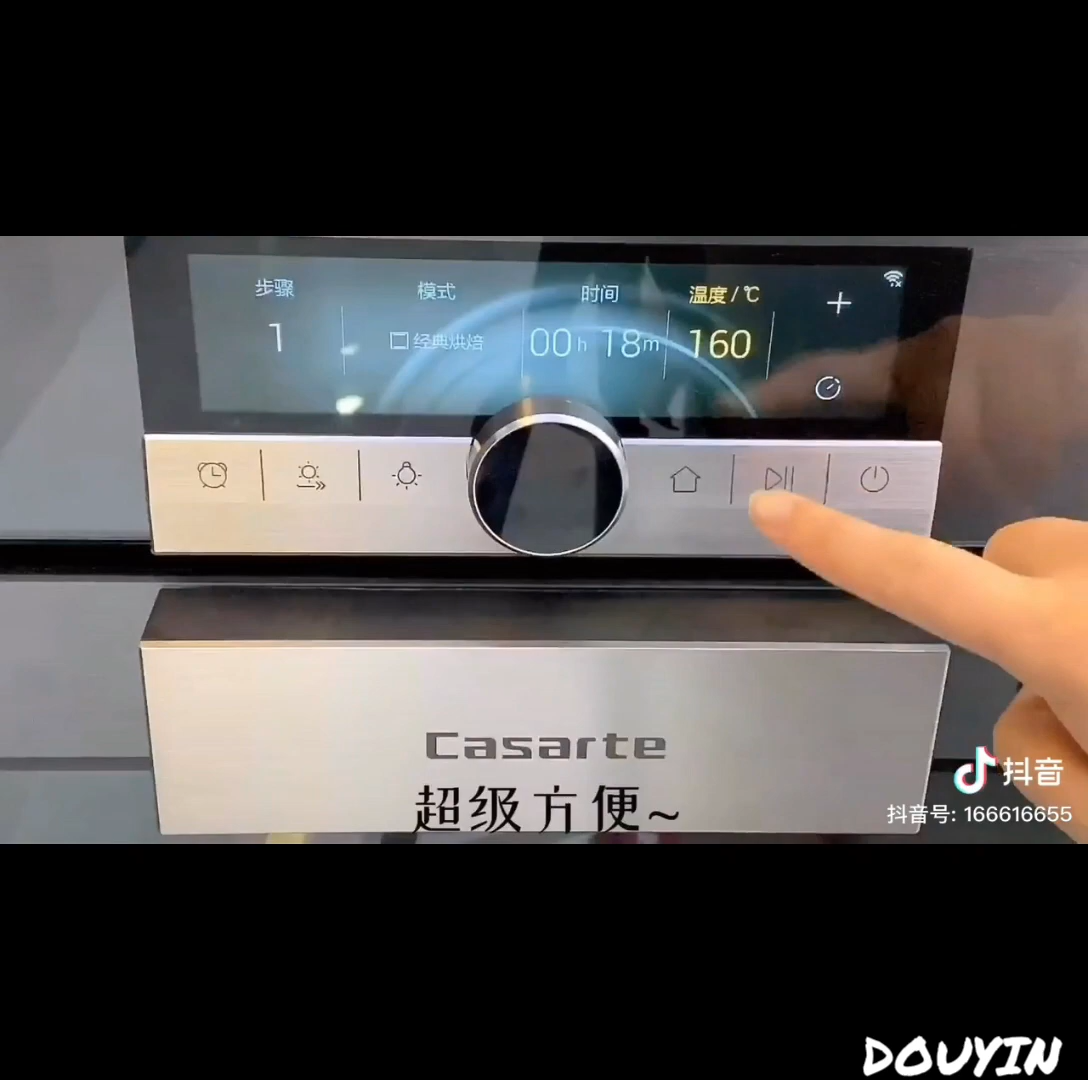 步骤 模式 时间 温度/℃
1 经典烘焙 00h 18m 160
Casarte
超级方便~
抖音
抖音号: 166616655
DOUYIN